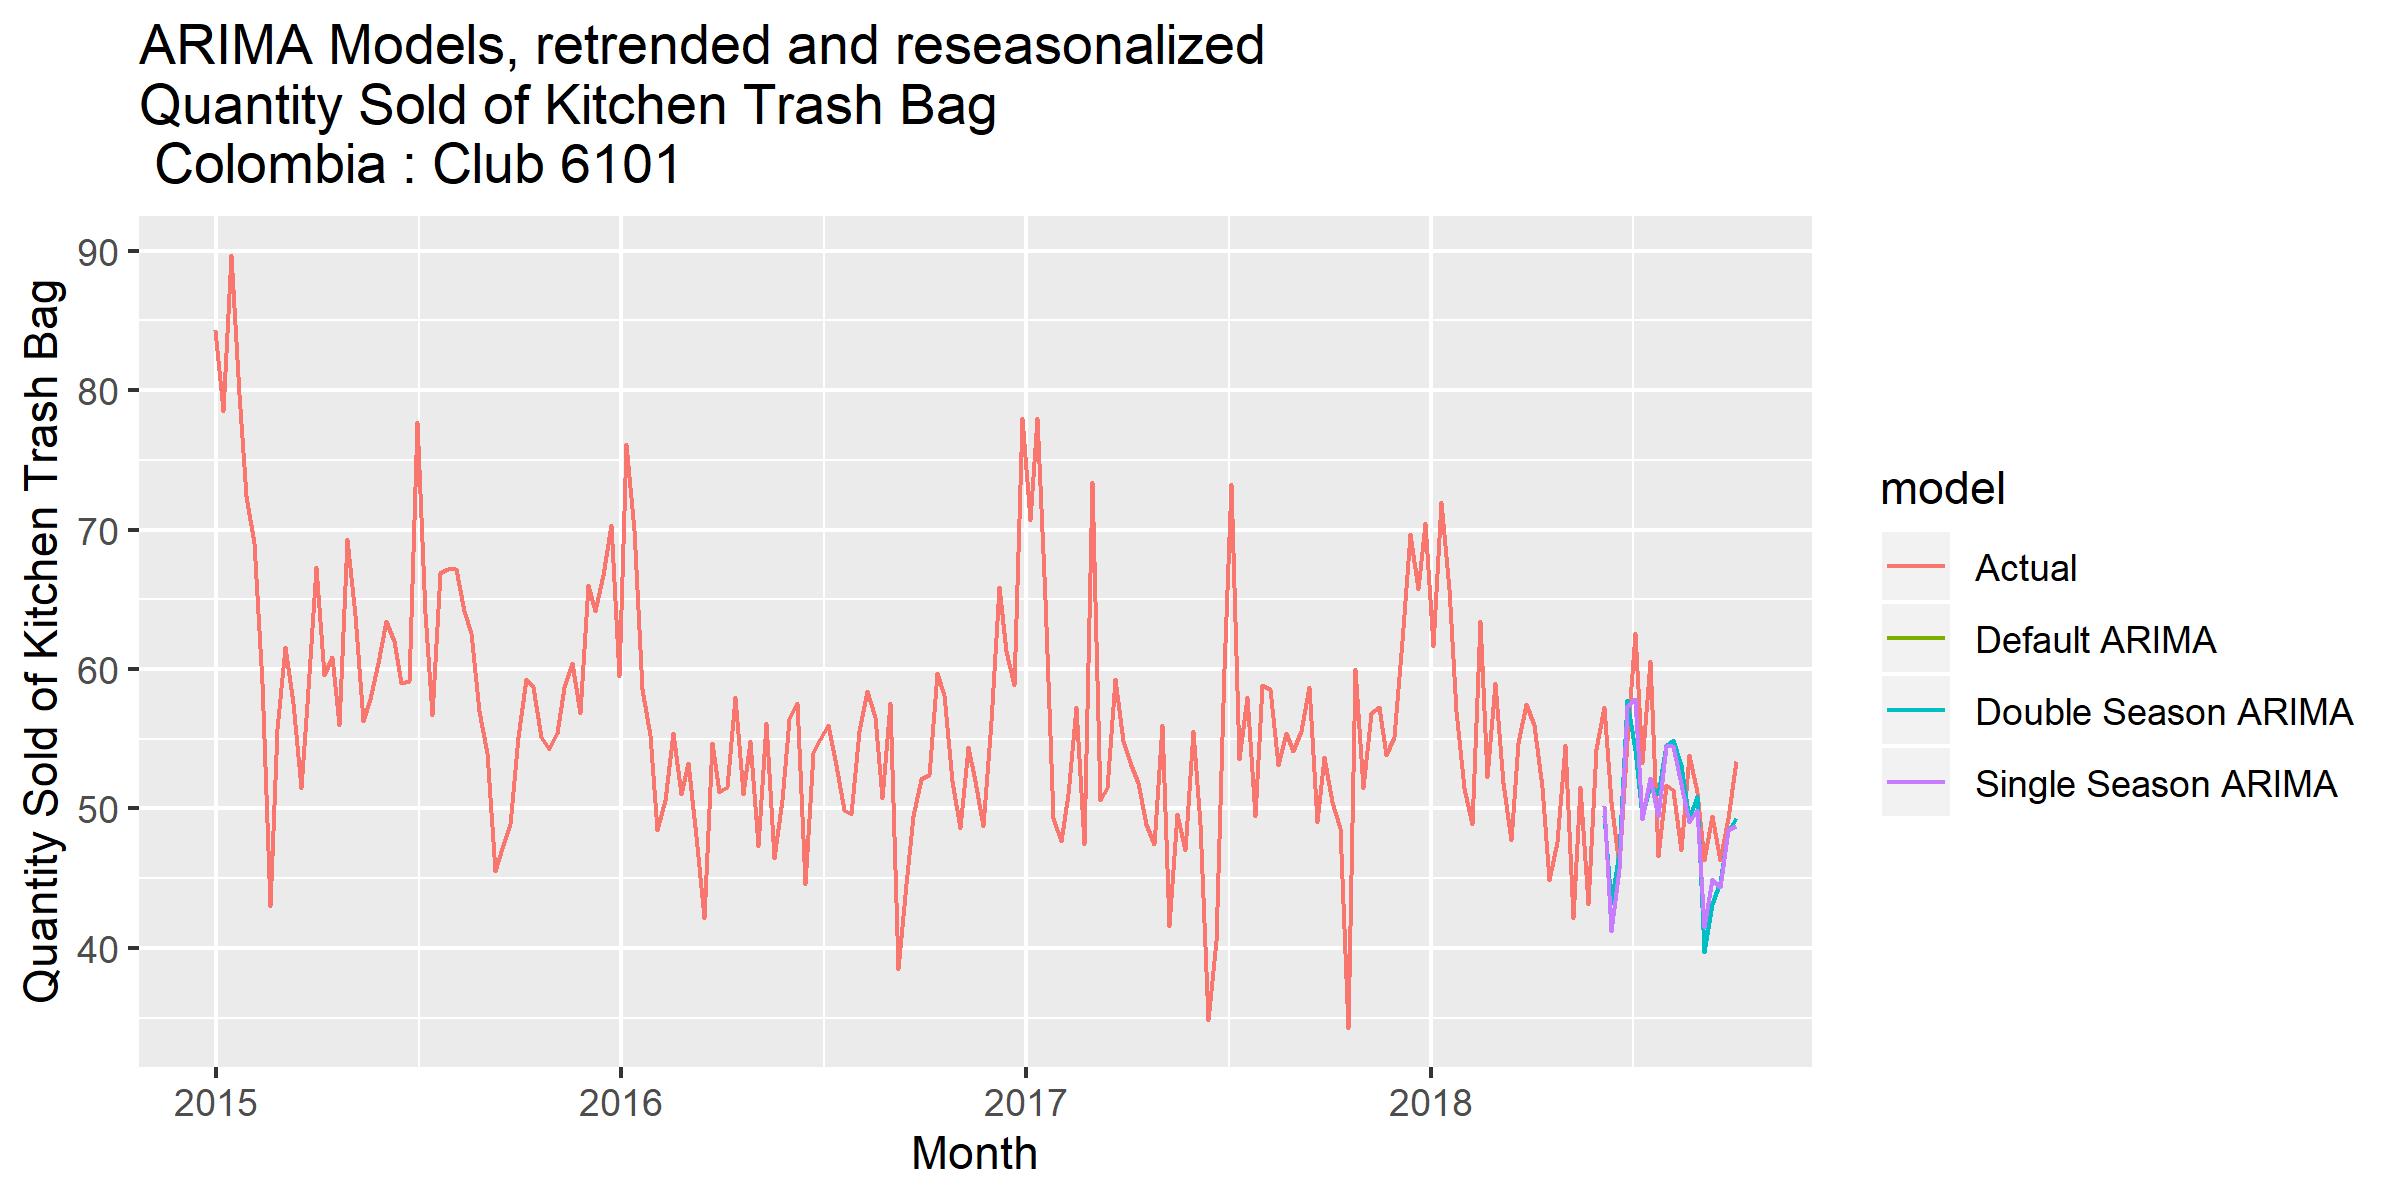 ARIMA Models, retrended and reseasonalized
Quantity Sold of Kitchen Trash Bag
Colombia : Club 6101
Quantity Sold of Kitchen Trash Bag
90
80
70
60
50
40
2015
2016
2017
2018
Month
model
Actual
Default ARIMA
Double Season ARIMA
Single Season ARIMA